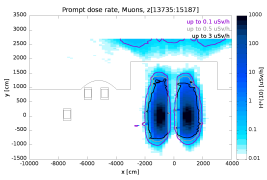 Prompt dose rate, Muons, z[13735:15187]
3500
3000
2500
2000
1500
1000
500
0
-500
-1000
-1500
y [cm]
up to 0.1 uSv/h
up to 0.5 uSv/h
up to 3 uSv/h
-10000 -8000 -6000 -4000 -2000 0 2000 4000
x [cm]
100
10
1
0.1
0.01
H*(10) [uSv/h]